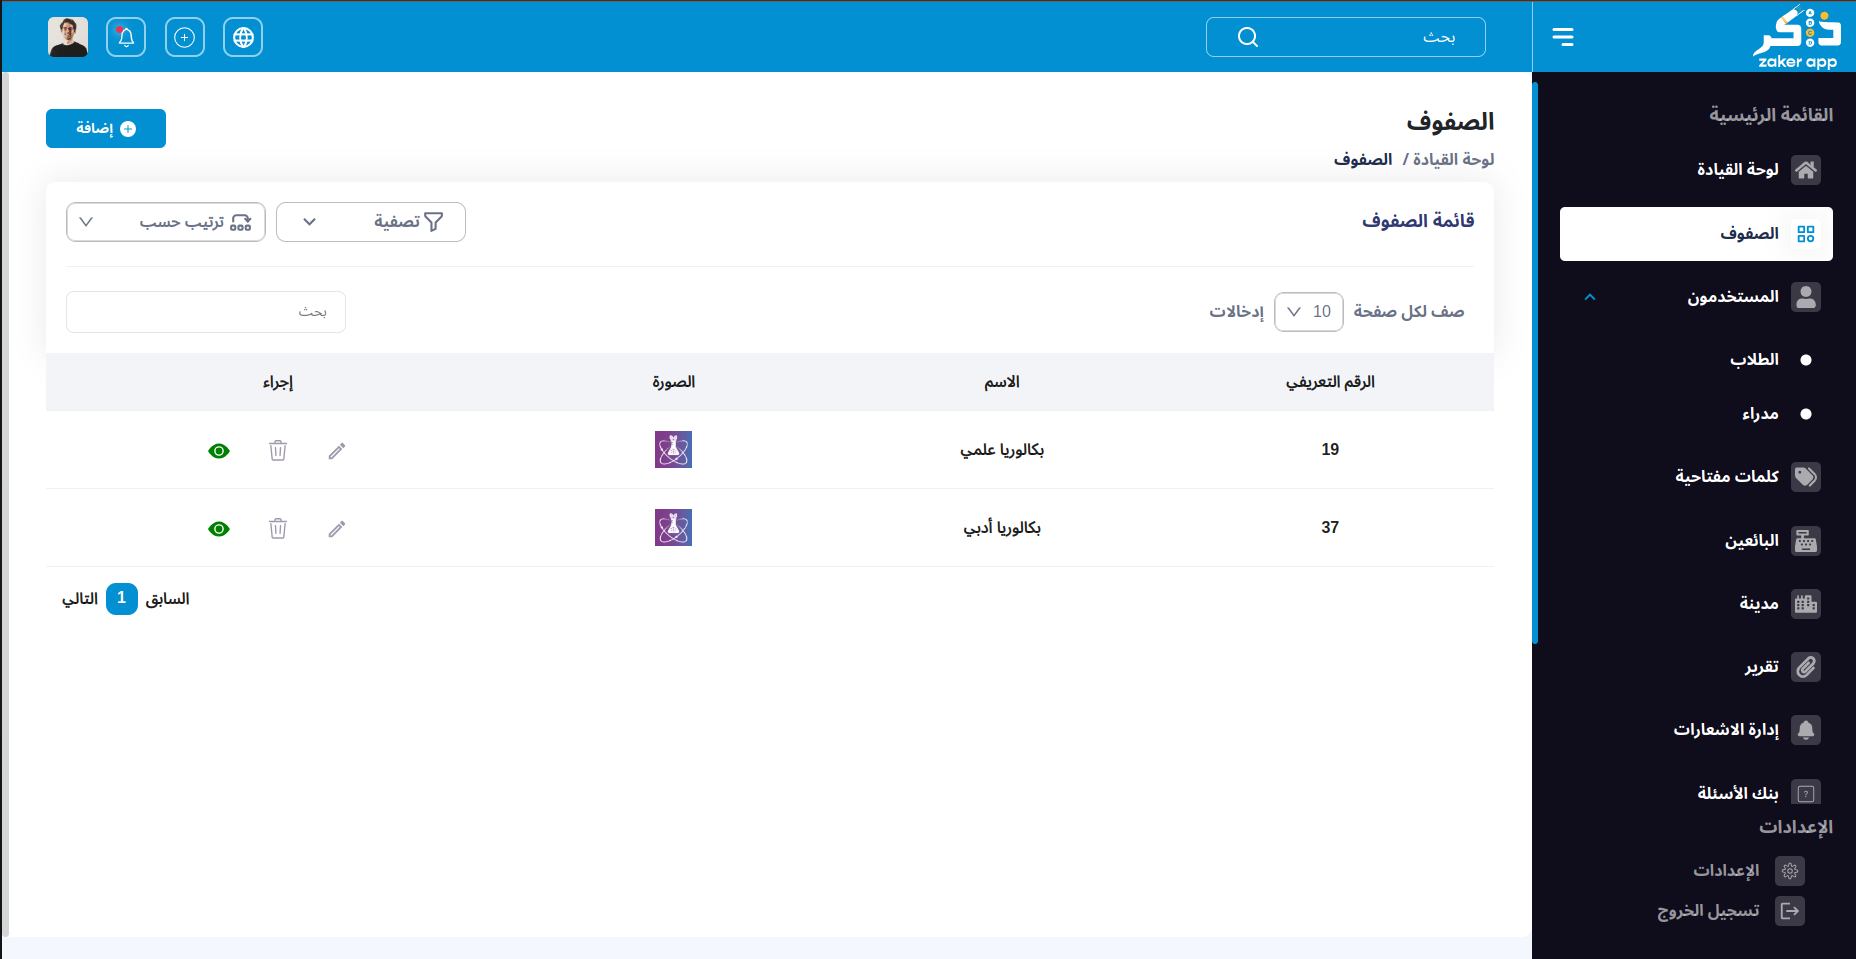 ذاكر
zaker app
بحث
القائمة الرئيسية
لوحة القيادة
الصفوف
المستخدمون
الطلاب
مدراء
كلمات مفتاحية
البائعين
مدينة
تقرير
إدارة الاشعارات
بنك الأسئلة
الإعدادات
الإعدادات
تسجيل الخروج
الصفوف
لوحة القيادة / الصفوف
إضافة
قائمة الصفوف
تصفية
ترتيب حسب
صف لكل صفحة 10 إدخالات
بحث
الرقم التعريفي الاسم الصورة إجراء
19 بكالوريا علمي
37 بكالوريا أدبي
السابق 1 التالي